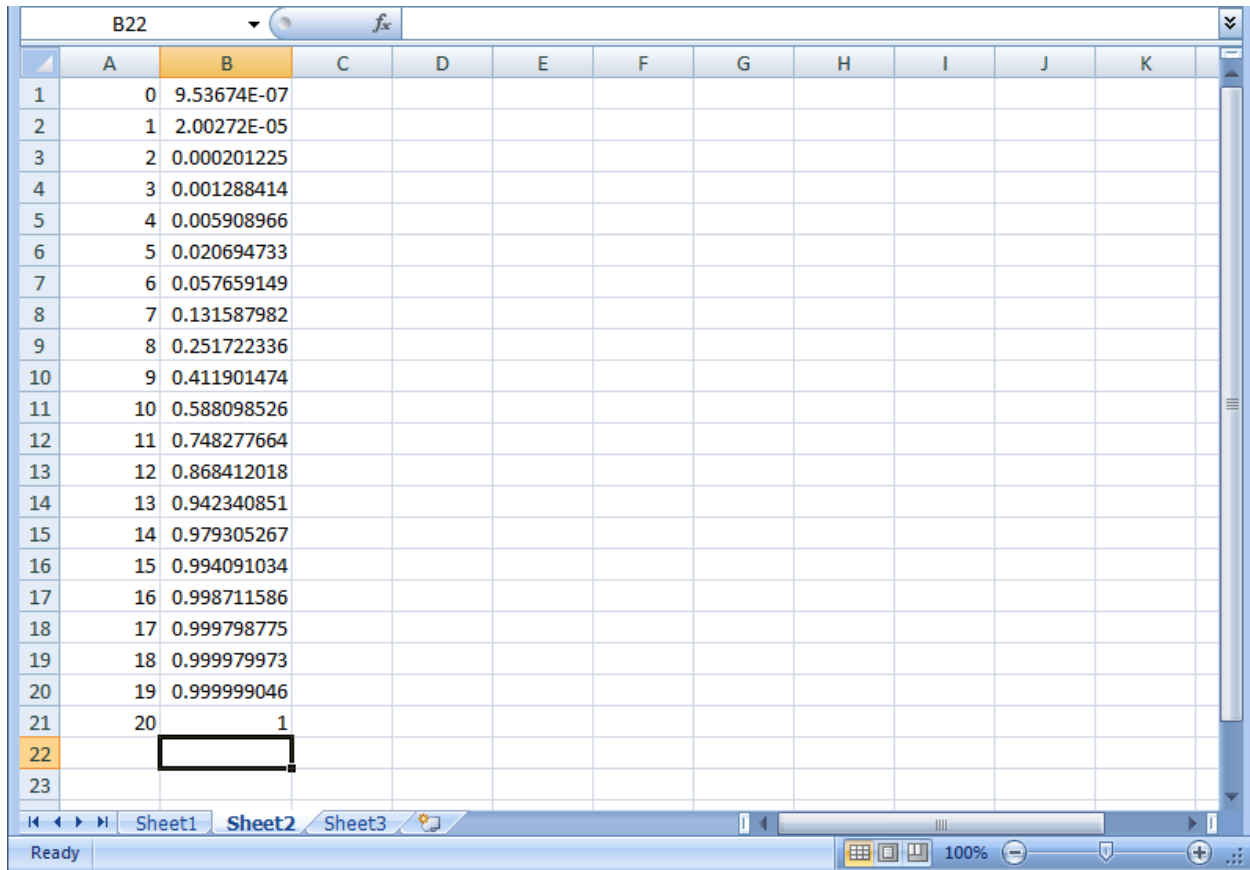 B22 fx
A B C D E F G H I J K
1 0 9.53674E-07
2 1 2.00272E-05
3 2 0.000201225
4 3 0.001288414
5 4 0.005908966
6 5 0.020694733
7 6 0.057659149
8 7 0.131587982
9 8 0.251722336
10 9 0.411901474
11 10 0.588098526
12 11 0.748277664
13 12 0.868412018
14 13 0.942340851
15 14 0.979305267
16 15 0.994091034
17 16 0.998711586
18 17 0.999798775
19 18 0.999979973
20 19 0.999999046
21 20 1
22
23
Sheet1 Sheet2 Sheet3
Ready 100%